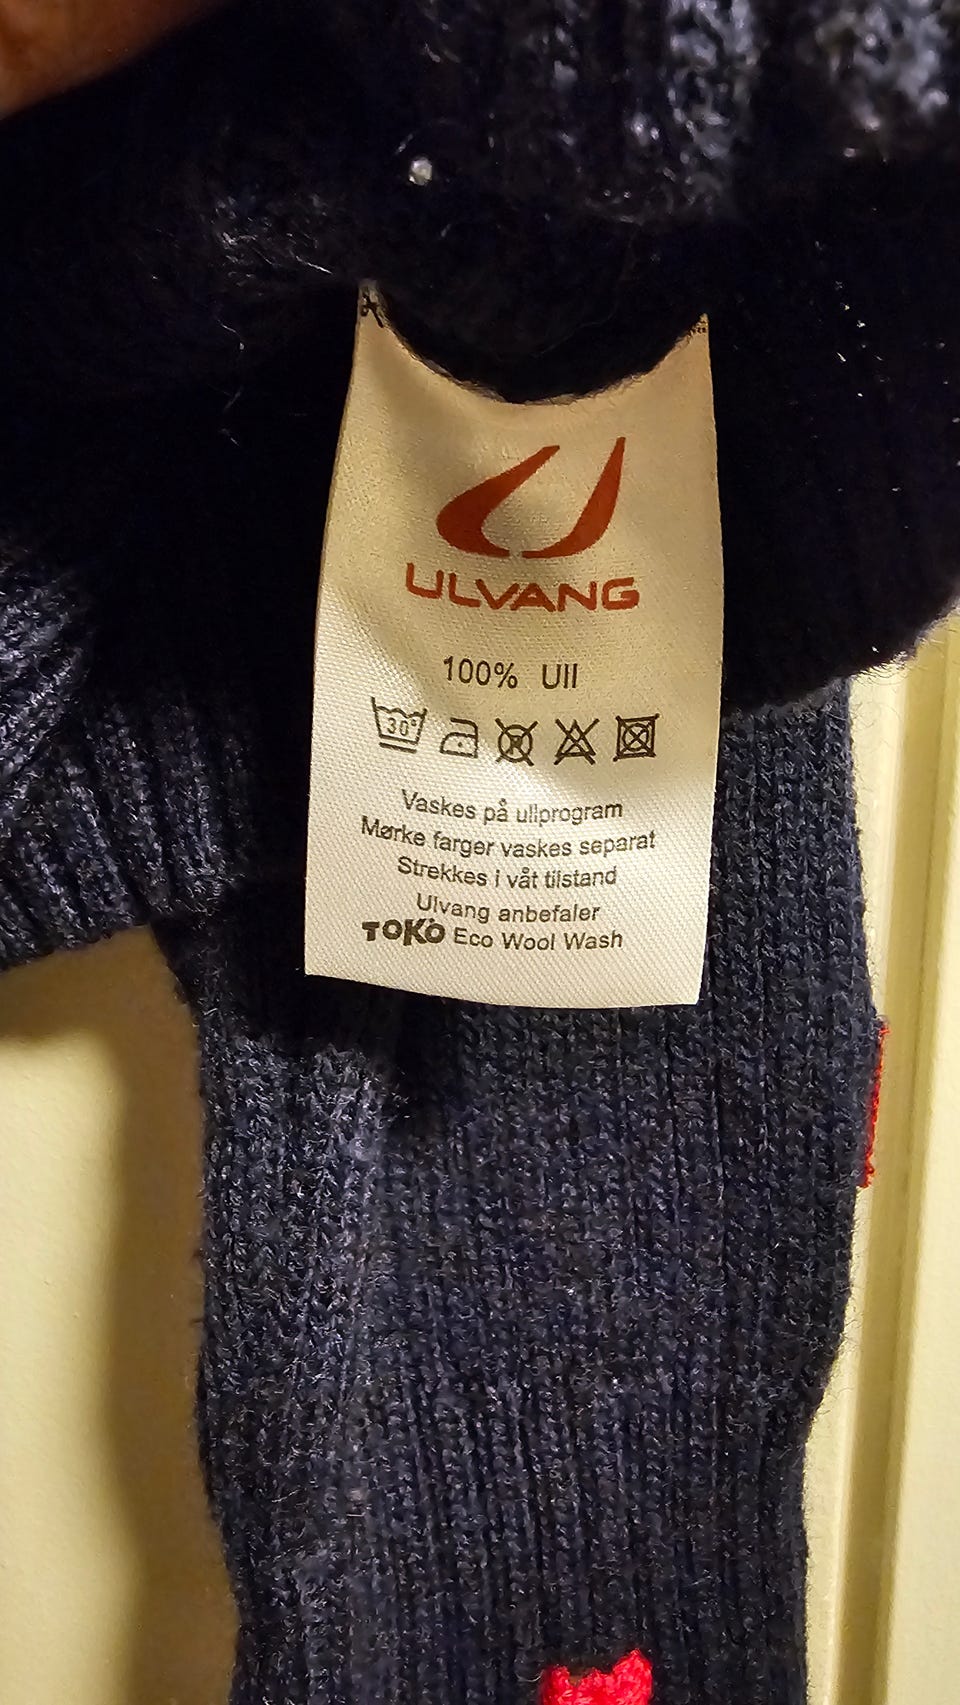 ULVANG
100% Ull
30°
Vaskes på ullprogram
Mørke farger vaskes separat
Strekkes i våt tilstand
Ulvang anbefaler
TOKO Eco Wool Wash